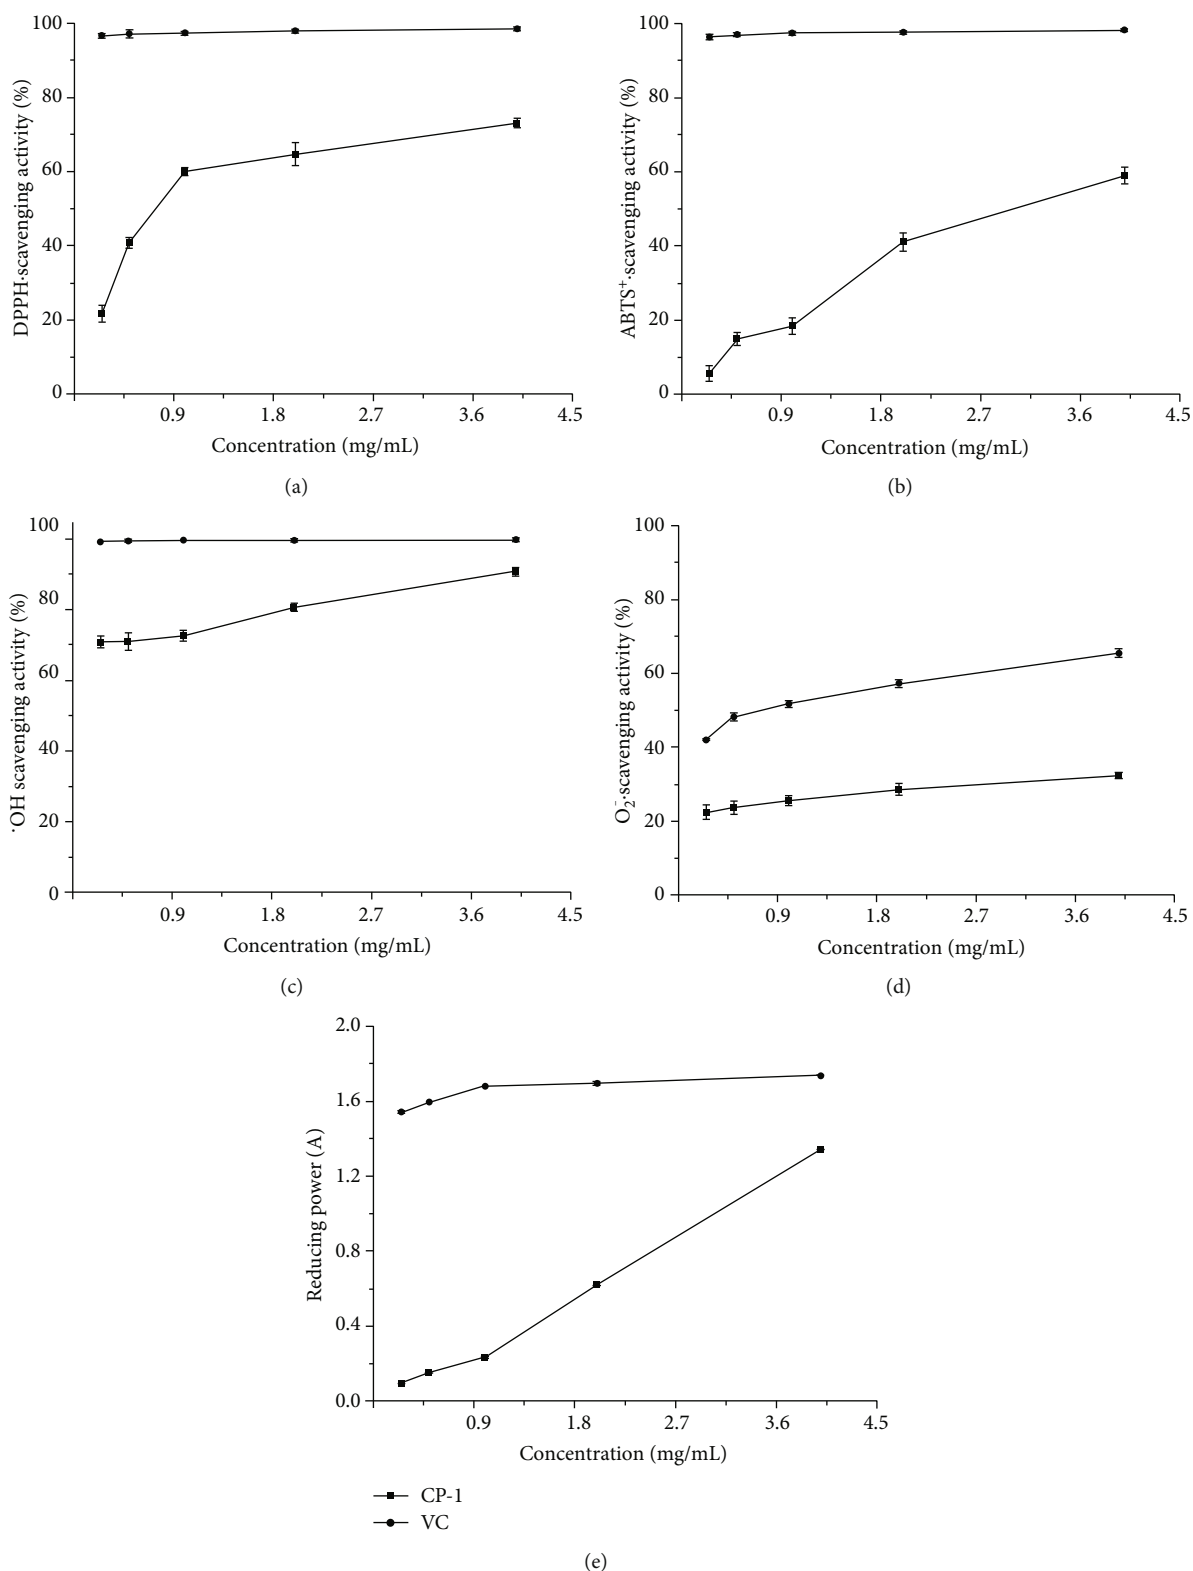 100
80
60
40
20
0
DPPH·scavenging activity (%)
0.9 1.8 2.7 3.6 4.5
Concentration (mg/mL)
(a)
100
80
60
40
20
0
ABTS⁺·scavenging activity (%)
0.9 1.8 2.7 3.6 4.5
Concentration (mg/mL)
(b)
100
80
60
40
20
0
·OH scavenging activity (%)
0.9 1.8 2.7 3.6 4.5
Concentration (mg/mL)
(c)
100
80
60
40
20
0
O₂⁻·scavenging activity (%)
0.9 1.8 2.7 3.6 4.5
Concentration (mg/mL)
(d)
2.0
1.6
1.2
0.8
0.4
0.0
Reducing power (A)
0.9 1.8 2.7 3.6 4.5
Concentration (mg/mL)
CP-1
VC
(e)